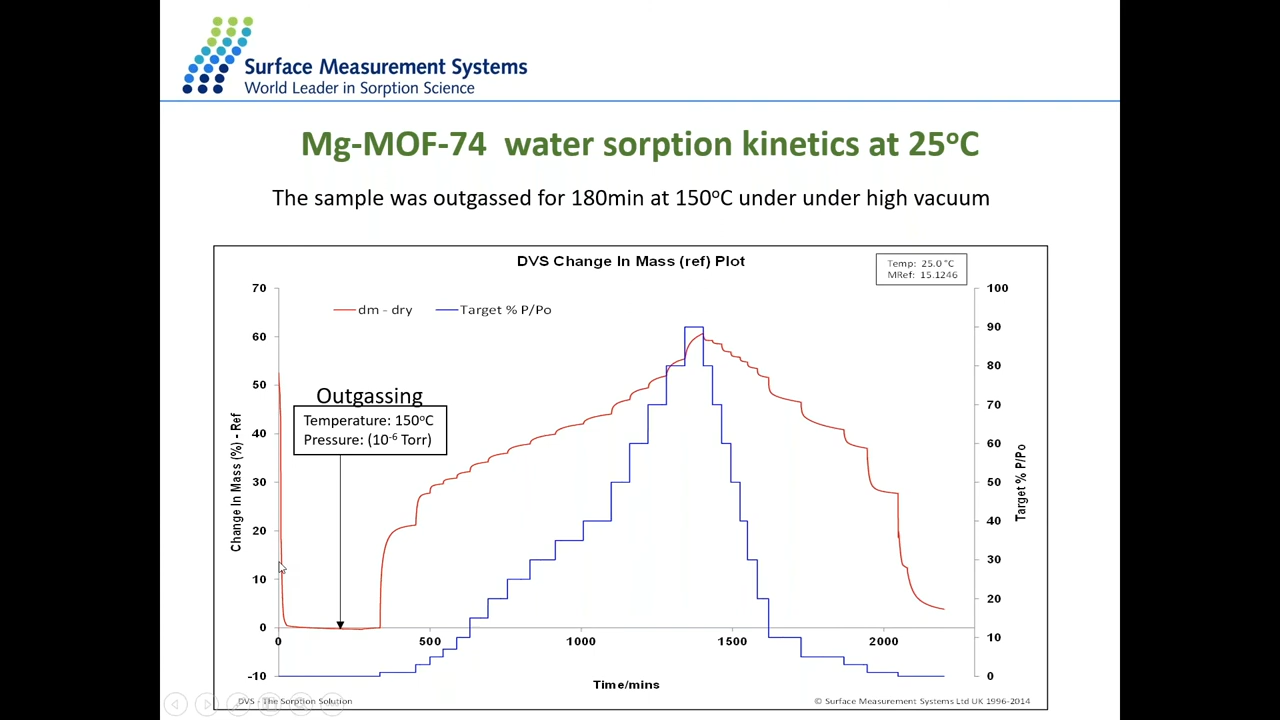 Surface Measurement Systems
World Leader in Sorption Science
Mg-MOF-74 water sorption kinetics at 25°C
The sample was outgassed for 180min at 150°C under under high vacuum
DVS Change In Mass (ref) Plot
Temp: 25.0 °C
MRef: 15.1246
dm - dry
Target % P/Po
Outgassing
Temperature: 150°C
Pressure: (10⁻⁶ Torr)
Change In Mass (%) - Ref
70
60
50
40
30
20
10
0
-10
100
90
80
70
60
50
40
30
20
10
0
Target % P/Po
0 500 1000 1500 2000
Time/mins
DVS - The Sorption Solution
© Surface Measurement Systems Ltd UK 1996-2014